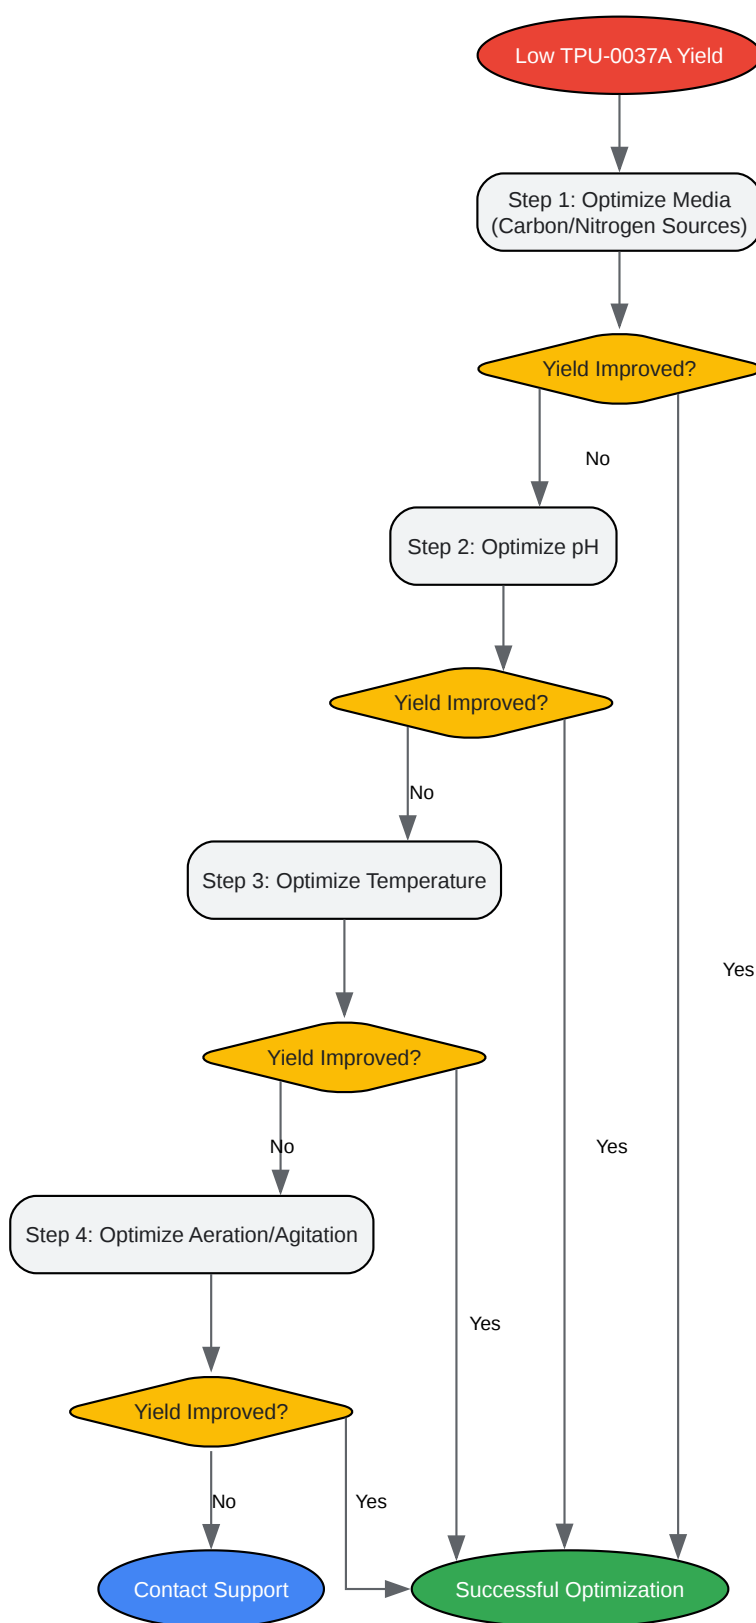 Low TPU-0037A Yield
Step 1: Optimize Media
(Carbon/Nitrogen Sources)
Yield Improved?
No
Step 2: Optimize pH
Yield Improved?
No
Step 3: Optimize Temperature
Yes
Yield Improved?
No
Yes
Step 4: Optimize Aeration/Agitation
Yes
Yield Improved?
No
Yes
Contact Support
Successful Optimization